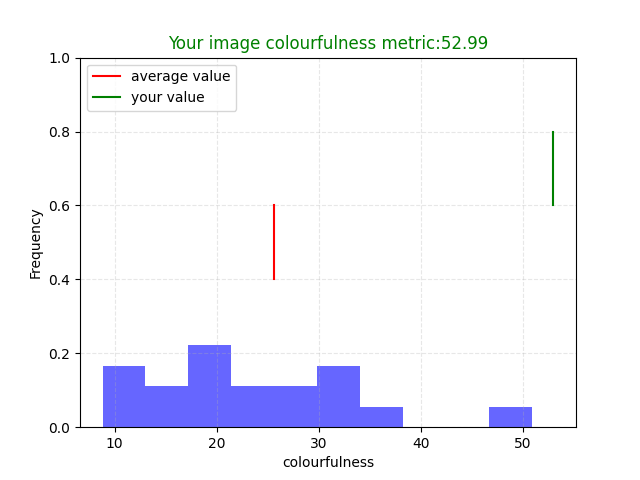 Your image colourfulness metric:52.99
1.0
0.8
0.6
0.4
0.2
0.0
Frequency
average value
your value
10 20 30 40 50
colourfulness